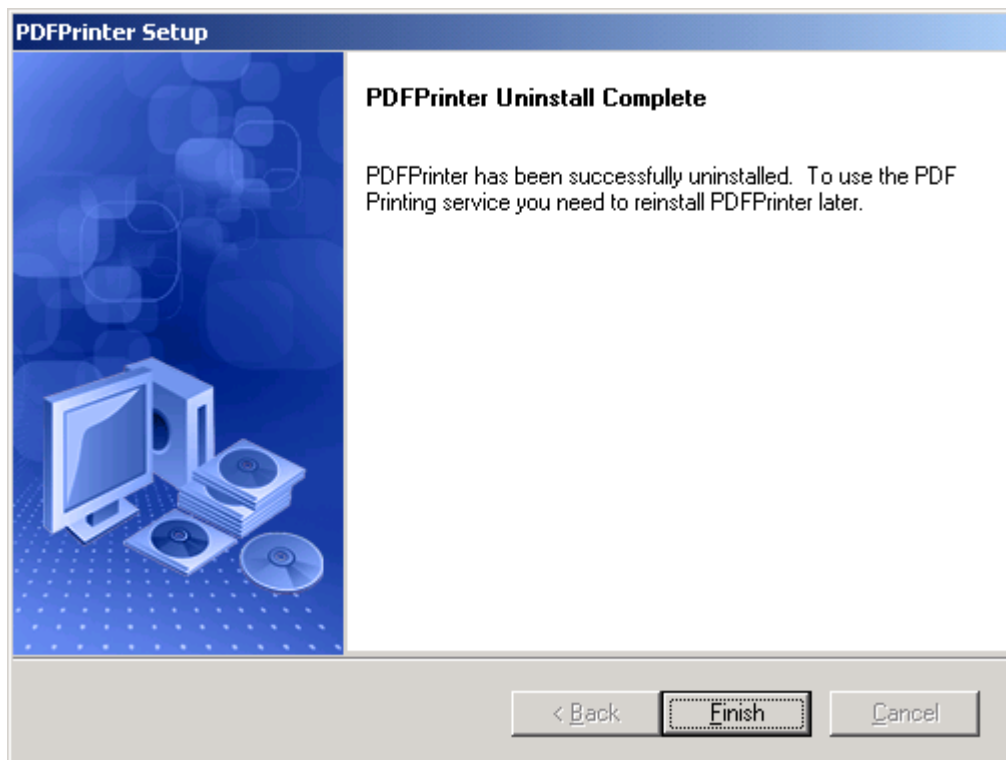 PDFPrinter Setup
PDFPrinter Uninstall Complete
PDFPrinter has been successfully uninstalled.  To use the PDF
Printing service you need to reinstall PDFPrinter later.
< Back
Finish
Cancel